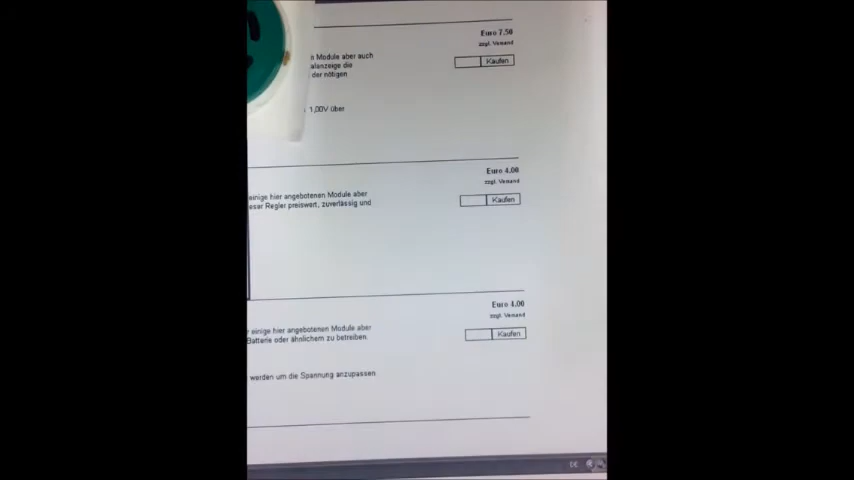 Euro 7.50
zzgl. Versand
n Module aber auch
alanzeige die
der nötigen
Kaufen
1,00V über
Euro 4.00
zzgl. Versand
einige hier angebotenen Module aber
eser Regler preiswert, zuverlässig und
Kaufen
Euro 4.00
zzgl. Versand
r einige hier angebotenen Module aber
Batterie oder ähnlichem zu betreiben.
Kaufen
werden um die Spannung anzupassen
DE